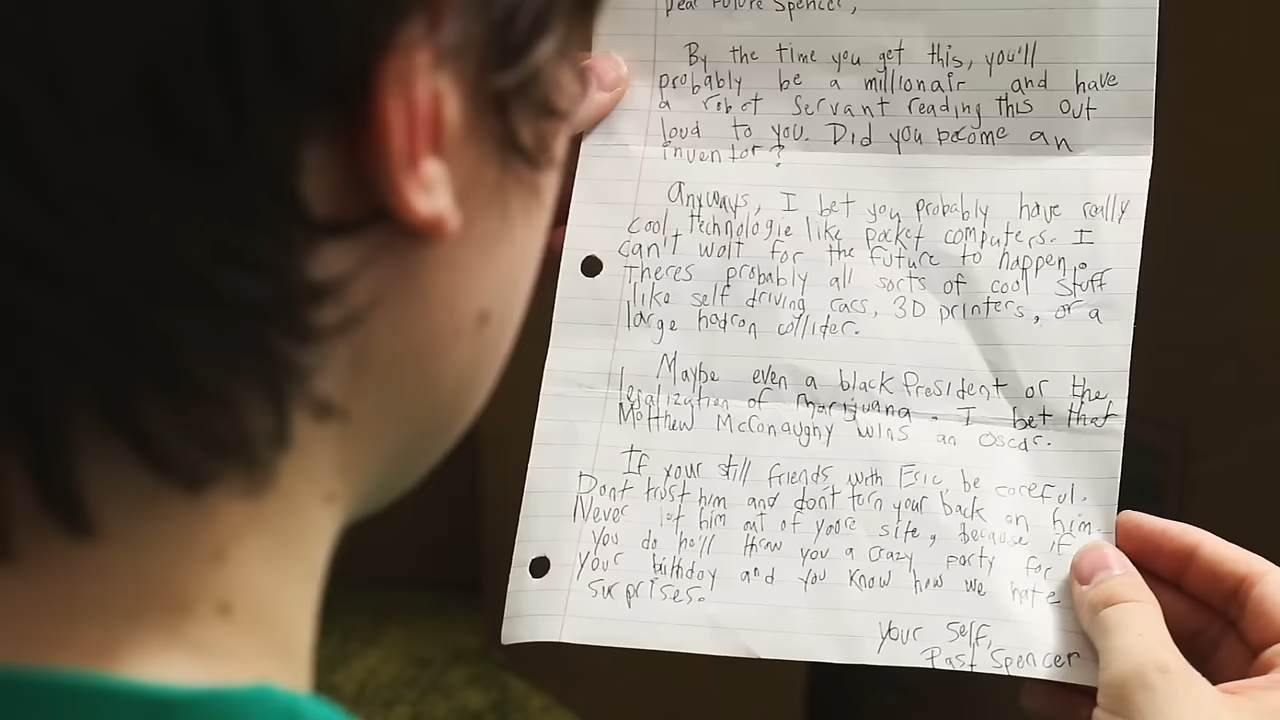 Dear Future Spencer,
By the time you get this, you'll
probably be a millionair and have
a robot servant reading this out
loud to you. Did you become an
inventor?
Anyways, I bet you probably have really
cool technologie like pocket computers. I
can't wait for the future to happen.
Theres probably all sorts of cool stuff
like self driving cars, 3D printers, or a
large hadron collider.
Maybe even a black President or the
legalization of marijuana. I bet that
Matthew McConaughy wins an Oscar.
If your still friends with Eric be careful.
Dont trust him and dont torn your back on him.
Never let him out of yoore site, because if
you do he'll throw you a crazy party for
your birthday and you know how we hate
surprises.
Your self,
Past Spencer